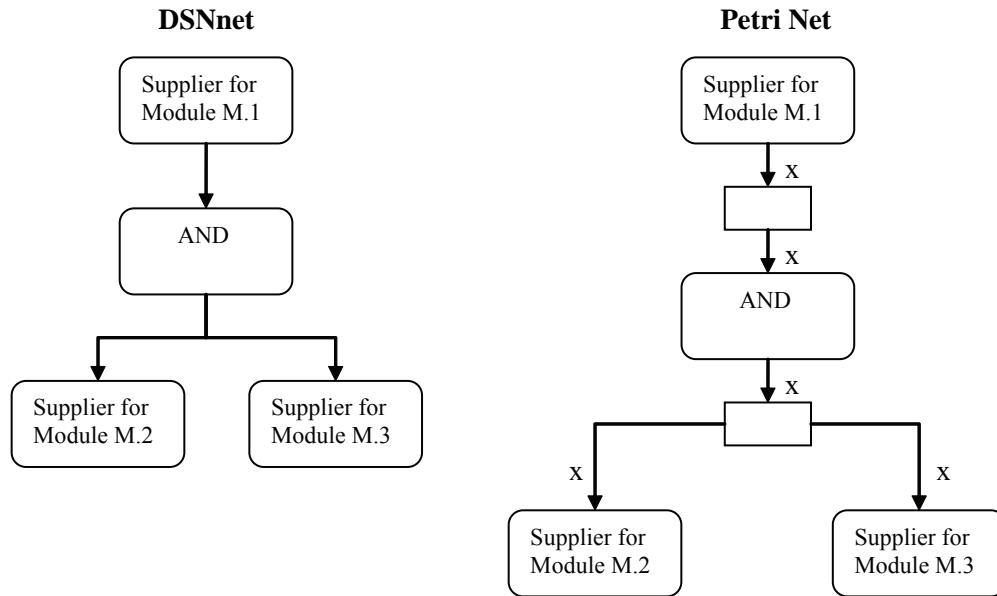 DSNnet
Supplier for
Module M.1
AND
Supplier for
Module M.2
Supplier for
Module M.3
Petri Net
Supplier for
Module M.1
x
x
AND
x
x
x
Supplier for
Module M.2
Supplier for
Module M.3